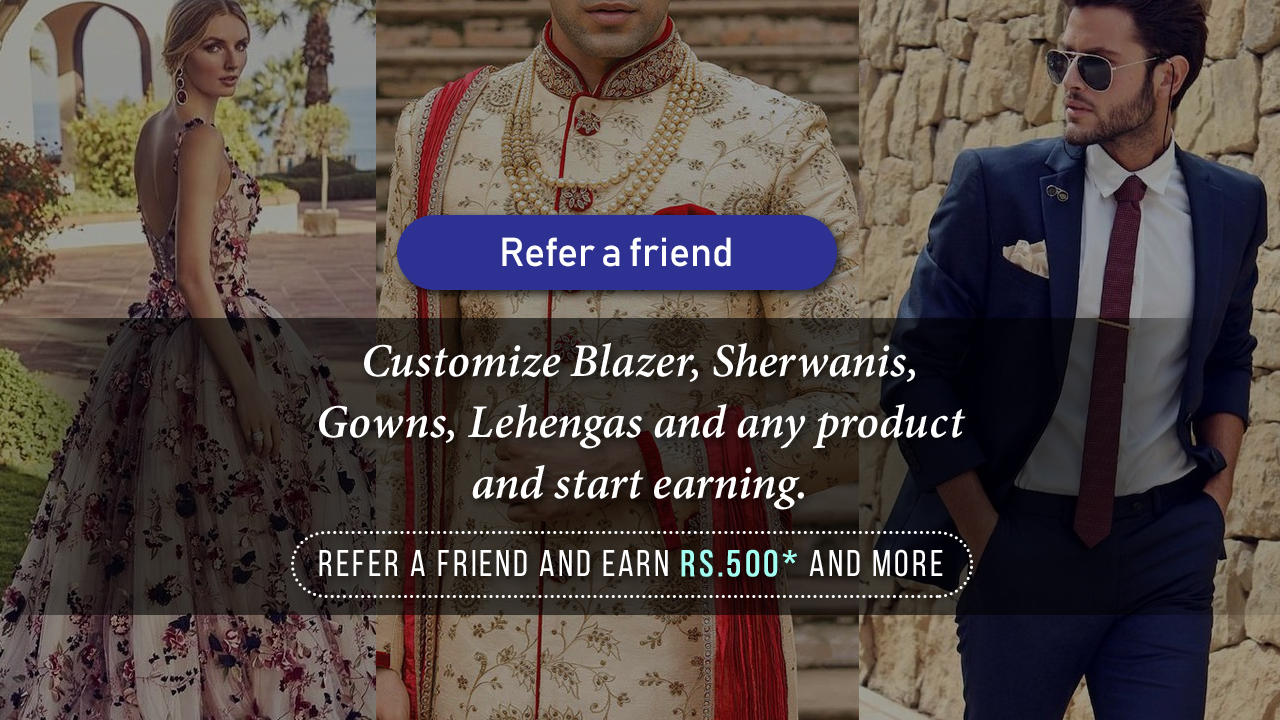 Refer a friend
Customize Blazer, Sherwanis,
Gowns, Lehengas and any product
and start earning.
REFER A FRIEND AND EARN RS.500* AND MORE